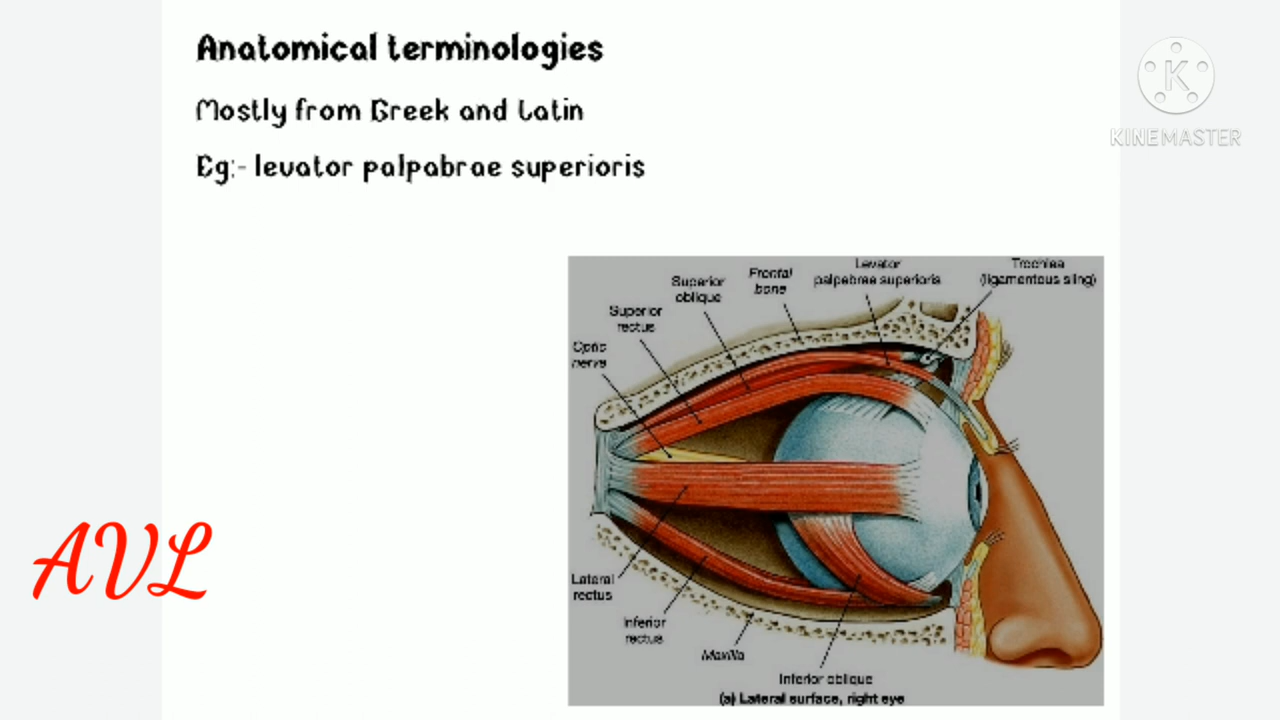 Anatomical terminologies
Mostly from Greek and Latin
Eg:- levator palpabrae superioris
KINEMASTER
Levator
palpabrae superioris
Trochlea
(ligamentous sling)
Frontal
bone
Superior
oblique
Superior
rectus
Optic
nerve
Lateral
rectus
Inferior
rectus
Maxilla
Inferior oblique
(a) Lateral surface, right eye
AVL